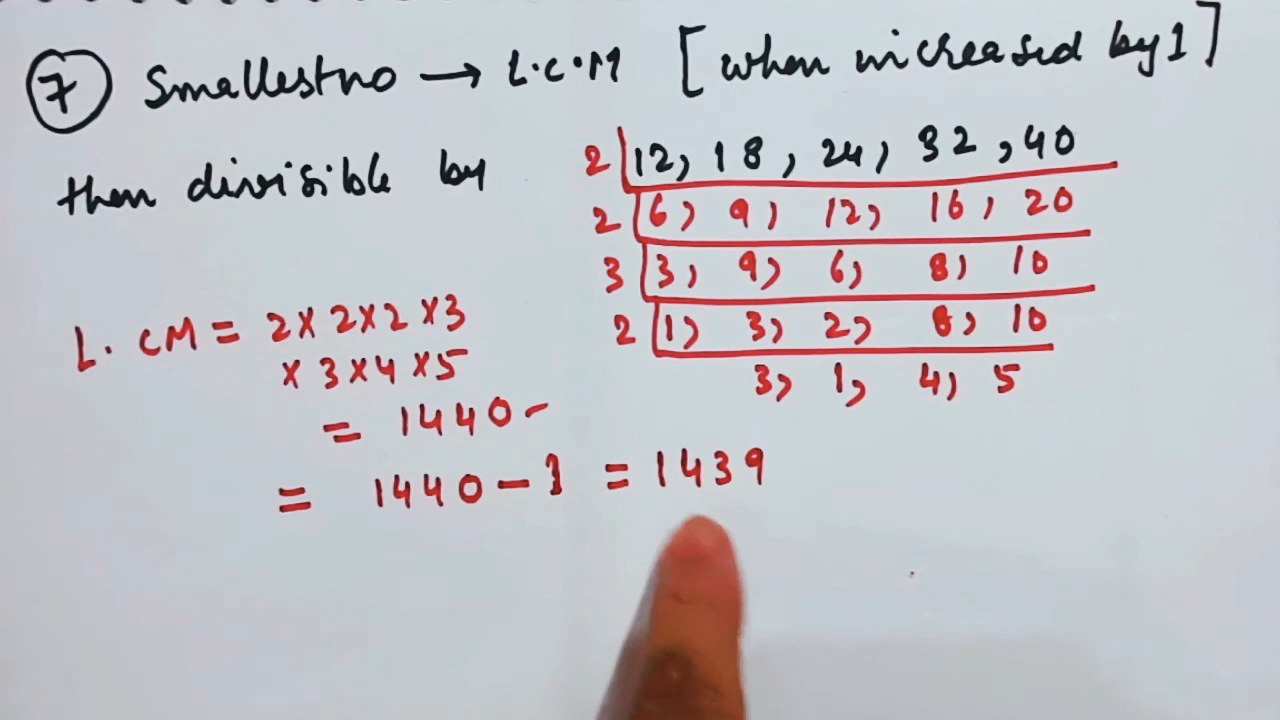 7 Smallest no → L.C.M [when increased by 1]
then divisible by
2 | 12, 18, 24, 32, 40
2 | 6, 9, 12, 16, 20
3 | 3, 9, 6, 8, 10
2 | 1, 3, 2, 8, 10
3, 1, 4, 5
L. CM = 2×2×2×3
×3×4×5
= 1440-
= 1440-1 = 1439